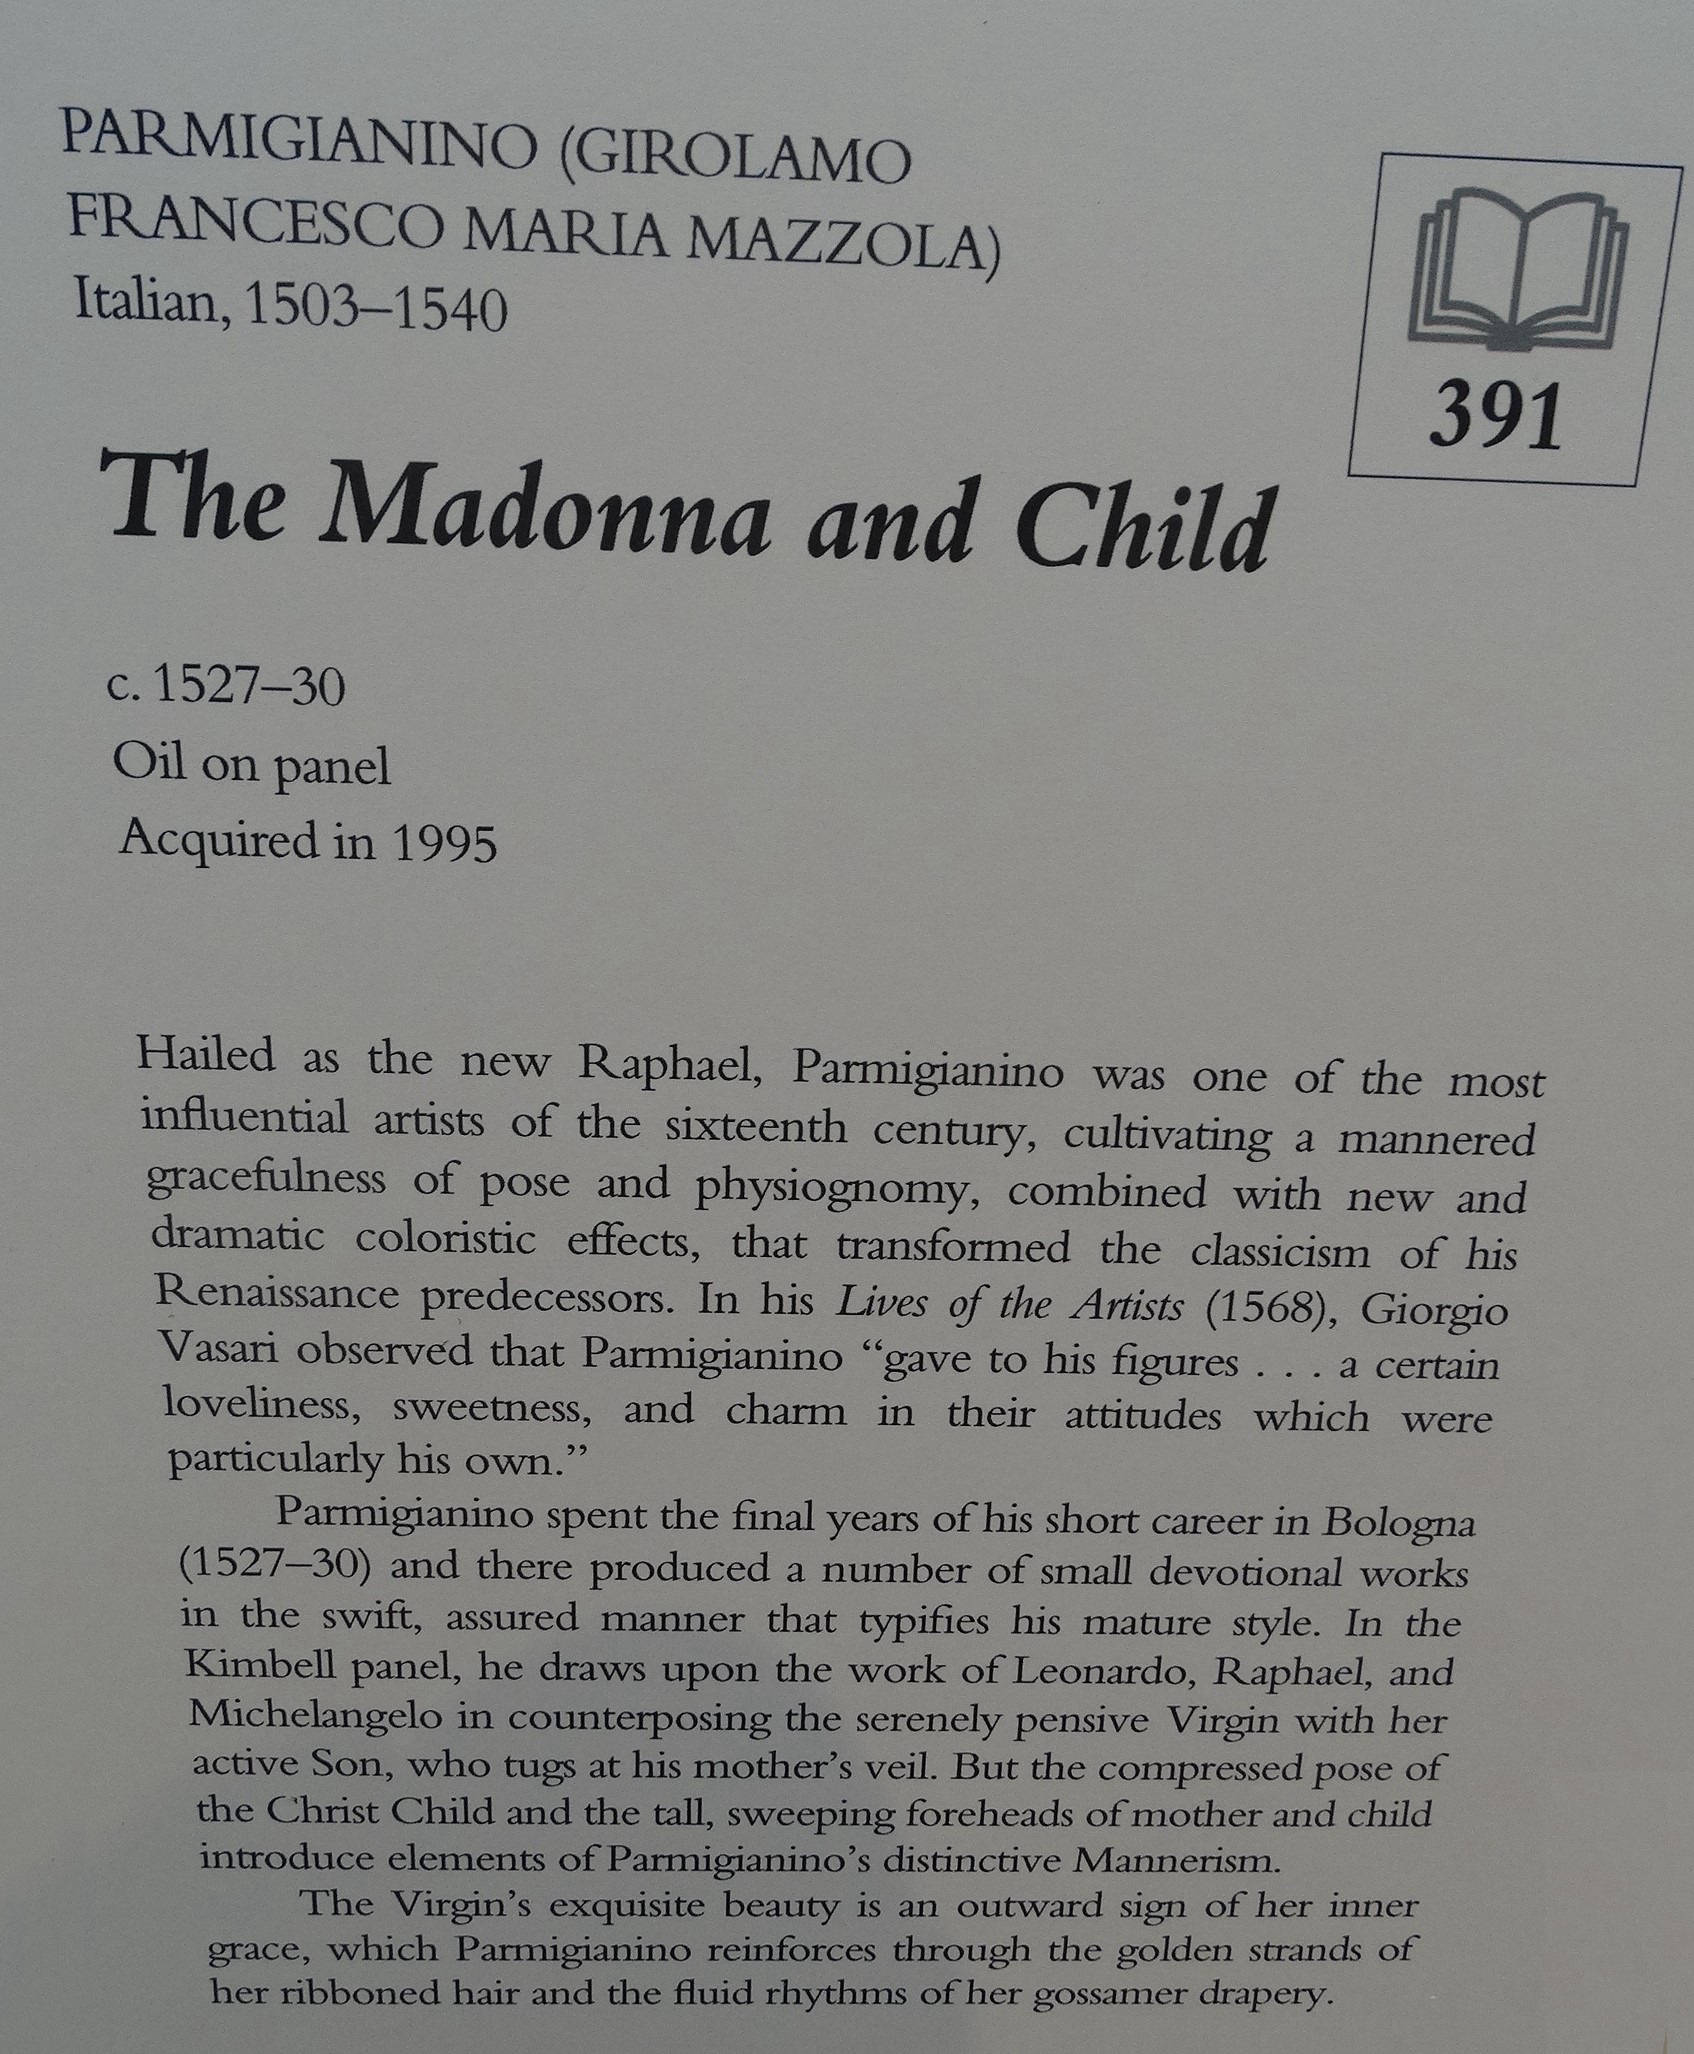 PARMIGIANINO (GIROLAMO
FRANCESCO MARIA MAZZOLA)
Italian, 1503–1540
391
The Madonna and Child
c. 1527–30
Oil on panel
Acquired in 1995
Hailed as the new Raphael, Parmigianino was one of the most
influential artists of the sixteenth century, cultivating a mannered
gracefulness of pose and physiognomy, combined with new and
dramatic coloristic effects, that transformed the classicism of his
Renaissance predecessors. In his Lives of the Artists (1568), Giorgio
Vasari observed that Parmigianino “gave to his figures . . . a certain
loveliness, sweetness, and charm in their attitudes which were
particularly his own.”
Parmigianino spent the final years of his short career in Bologna
(1527–30) and there produced a number of small devotional works
in the swift, assured manner that typifies his mature style. In the
Kimbell panel, he draws upon the work of Leonardo, Raphael, and
Michelangelo in counterposing the serenely pensive Virgin with her
active Son, who tugs at his mother’s veil. But the compressed pose of
the Christ Child and the tall, sweeping foreheads of mother and child
introduce elements of Parmigianino’s distinctive Mannerism.
The Virgin’s exquisite beauty is an outward sign of her inner
grace, which Parmigianino reinforces through the golden strands of
her ribboned hair and the fluid rhythms of her gossamer drapery.